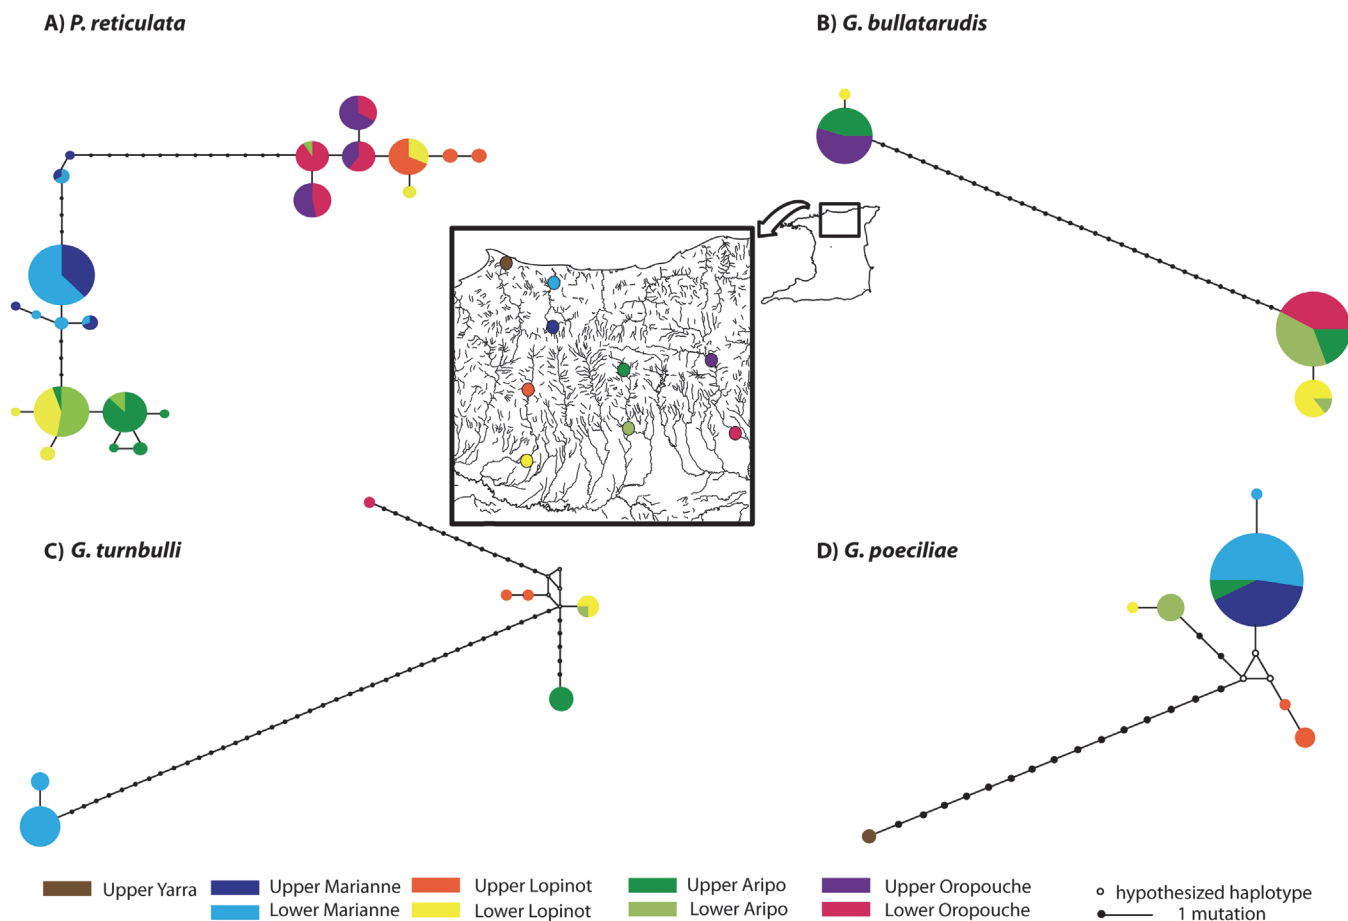 A) P. reticulata
B) G. bullatarudis
C) G. turnbulli
D) G. poeciliae
Upper Yarra
Upper Marianne
Upper Lopinot
Upper Aripo
Upper Oropouche
Lower Marianne
Lower Lopinot
Lower Aripo
Lower Oropouche
hypothesized haplotype
1 mutation